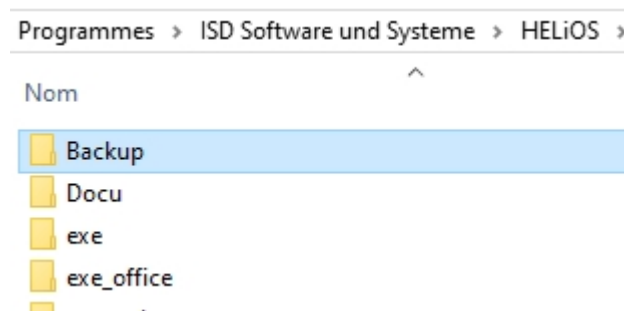 Programmes > ISD Software und Systeme > HELiOS >
Nom
Backup
Docu
exe
exe_office